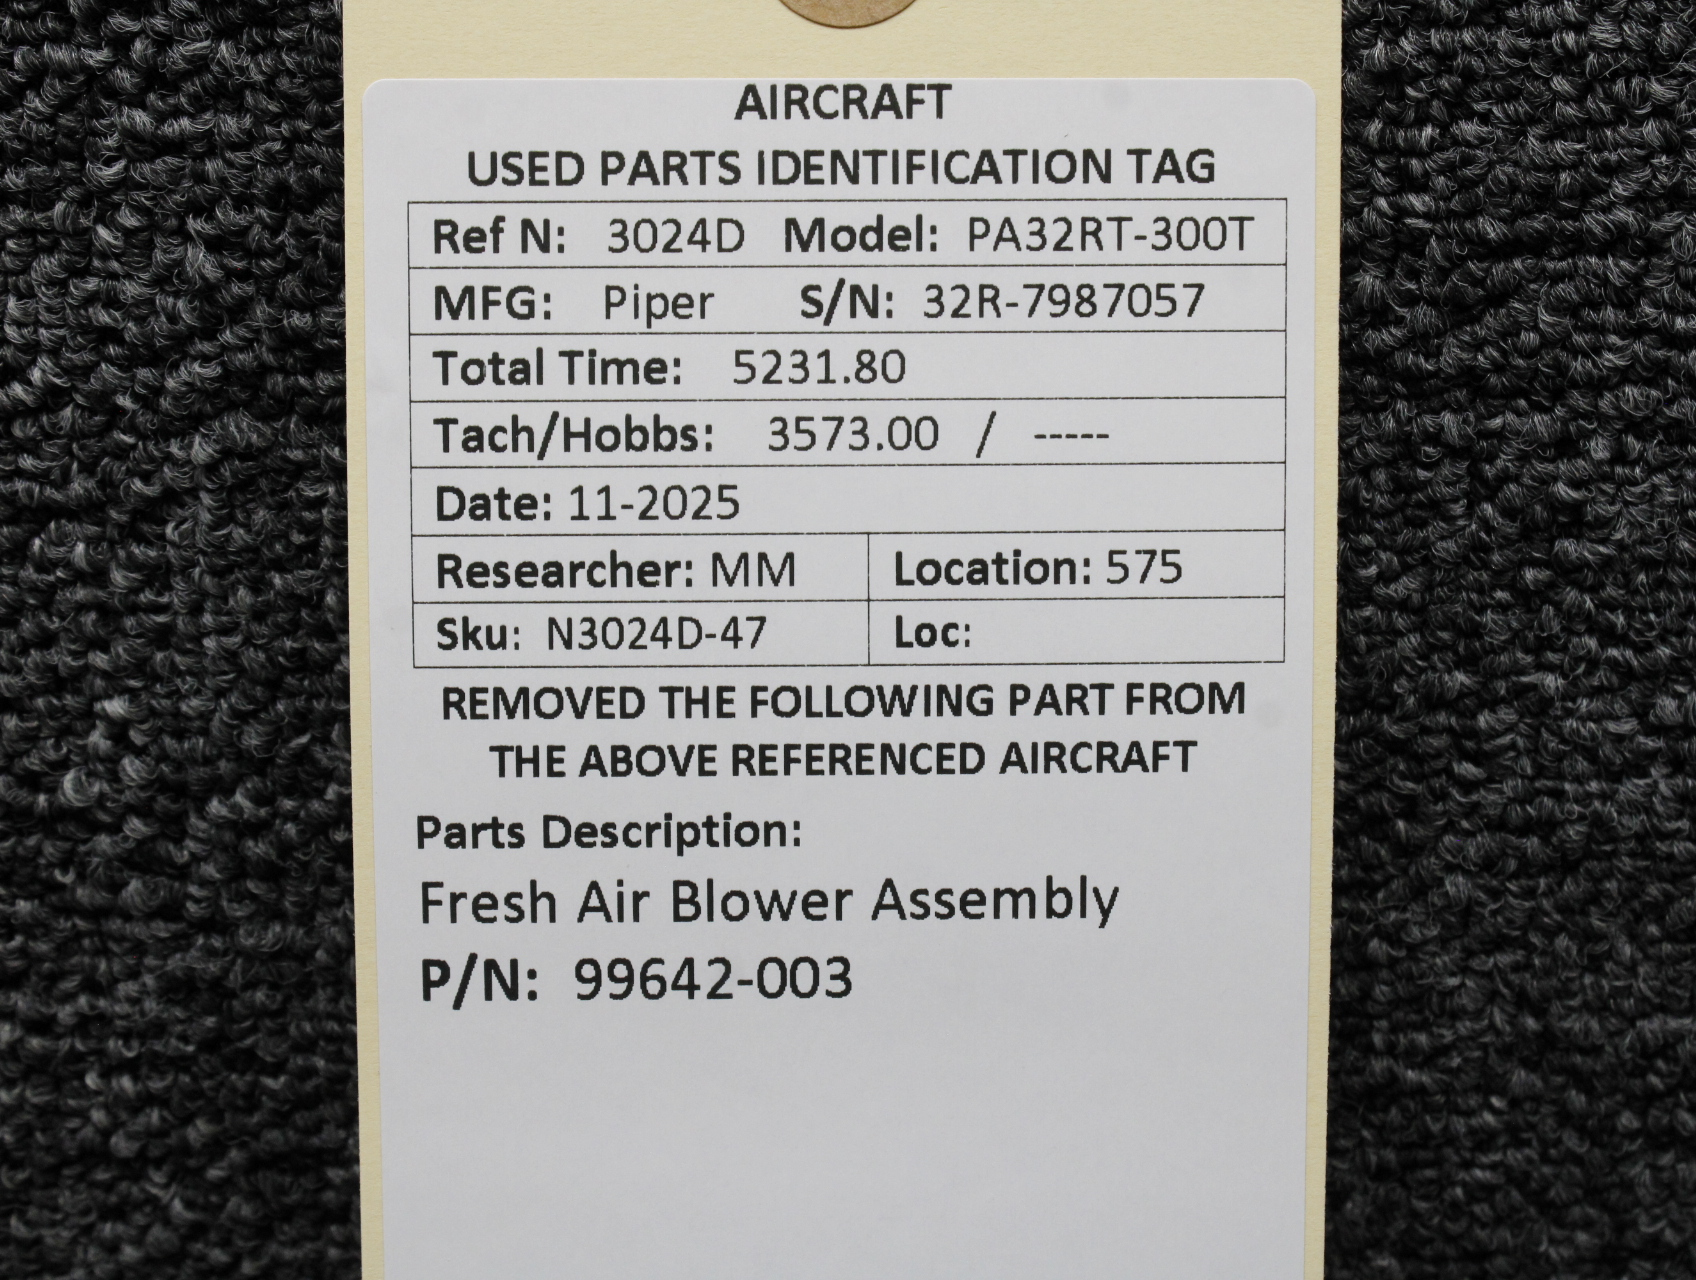 AIRCRAFT
USED PARTS IDENTIFICATION TAG
Ref N: 3024D Model: PA32RT-300T
MFG: Piper S/N: 32R-7987057
Total Time: 5231.80
Tach/Hobbs: 3573.00 / -----
Date: 11-2025
Researcher: MM Location: 575
Sku: N3024D-47 Loc:
REMOVED THE FOLLOWING PART FROM
THE ABOVE REFERENCED AIRCRAFT
Parts Description:
Fresh Air Blower Assembly
P/N: 99642-003